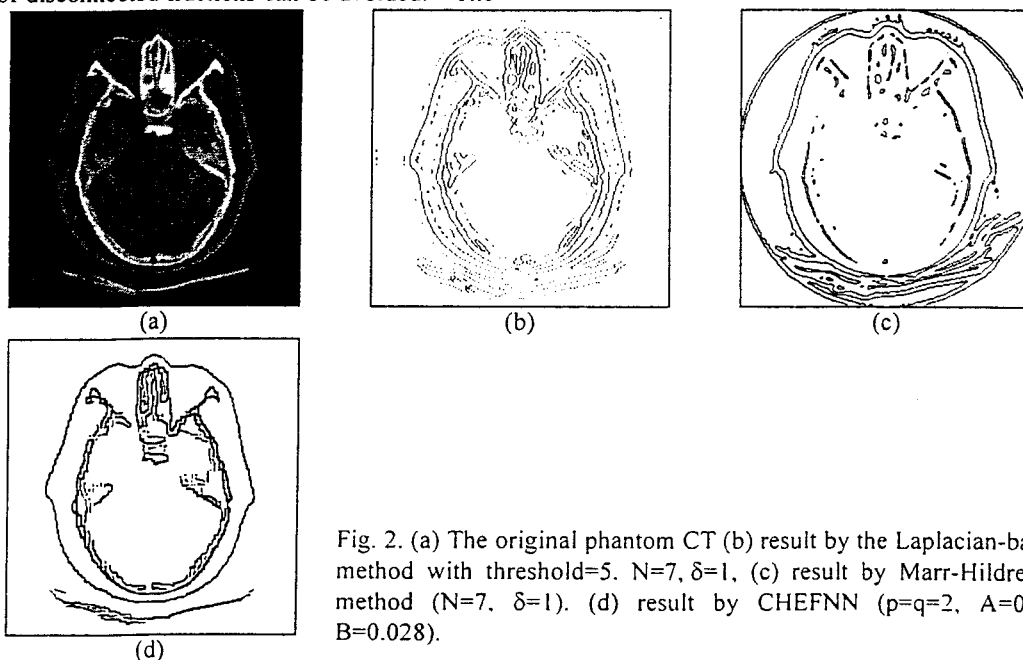 of disconnected fractions can be avoided. The
(a)
(b)
(c)
(d)
Fig. 2. (a) The original phantom CT (b) result by the Laplacian-ba
method with threshold=5. N=7, δ=1, (c) result by Marr-Hildre
method (N=7, δ=1). (d) result by CHEFNN (p=q=2, A=0
B=0.028).